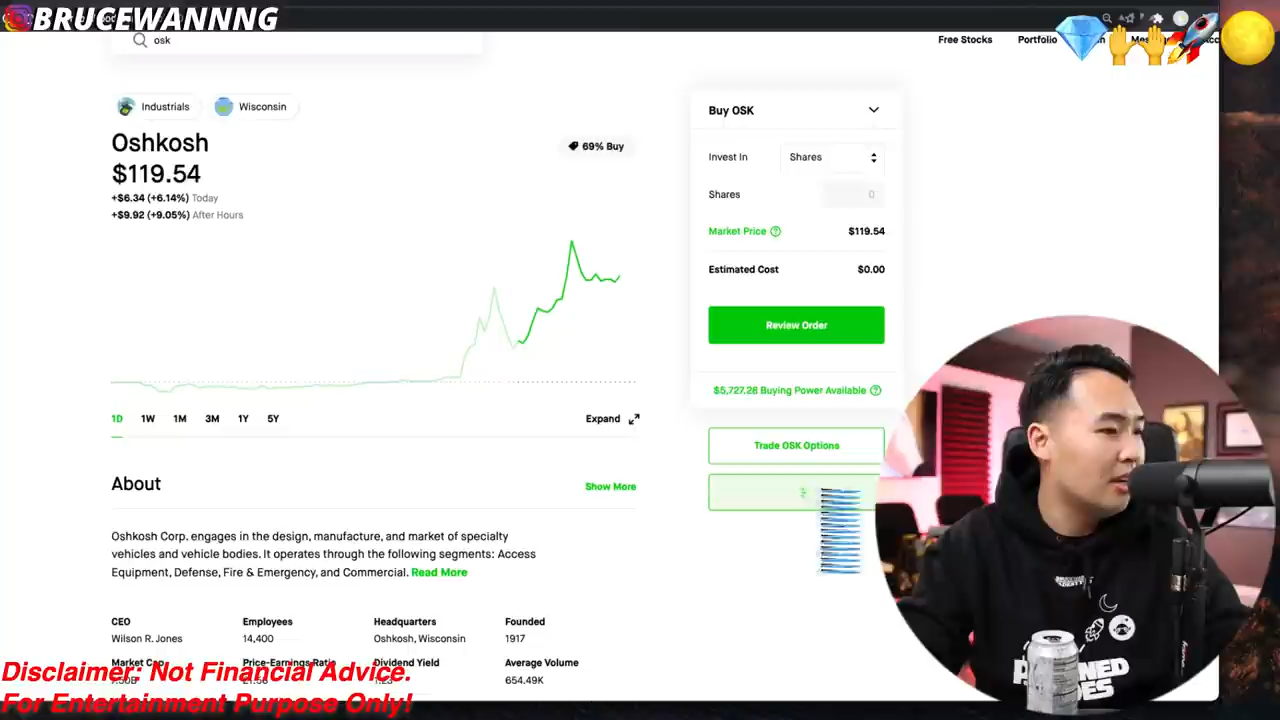 BRUCEWANNNG
osk
Free Stocks
Portfolio
Industrials
Wisconsin
Oshkosh
$119.54
+$6.34 (+6.14%) Today
+$9.92 (+9.05%) After Hours
69% Buy
1D 1W 1M 3M 1Y 5Y
Expand
Buy OSK
Invest In Shares
Shares 0
Market Price $119.54
Estimated Cost $0.00
Review Order
$5,727.28 Buying Power Available
Trade OSK Options
About
Show More
Oshkosh Corp. engages in the design, manufacture, and market of specialty
vehicles and vehicle bodies. It operates through the following segments: Access
Equipment, Defense, Fire & Emergency, and Commercial. Read More
CEO
Wilson R. Jones
Employees
14,400
Headquarters
Oshkosh, Wisconsin
Founded
1917
Market Cap
Price-Earnings Ratio
Dividend Yield
Average Volume
654.49K
Disclaimer: Not Financial Advice.
For Entertainment Purpose Only!